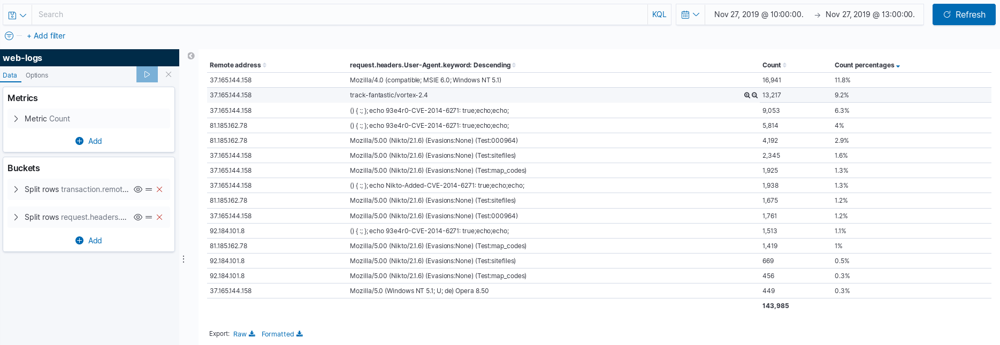 Search KQL Nov 27, 2019 @ 10:00:00. → Nov 27, 2019 @ 13:00:00. Refresh
+ Add filter
web-logs
Data Options
Metrics
Metric Count
Add
Buckets
Split rows transaction.remot...
Split rows request.headers....
Add
Remote address request.headers.User-Agent.keyword: Descending Count Count percentages
37.165.144.158 Mozilla/4.0 (compatible; MSIE 6.0; Windows NT 5.1) 16,941 11.8%
37.165.144.158 track-fantastic/vortex-2.4 13,217 9.2%
37.165.144.158 () { :; }; echo 93e4r0-CVE-2014-6271: true;echo;echo; 9,053 6.3%
81.185.162.78 () { :; }; echo 93e4r0-CVE-2014-6271: true;echo;echo; 5,814 4%
81.185.162.78 Mozilla/5.00 (Nikto/2.1.6) (Evasions:None) (Test:000964) 4,192 2.9%
37.165.144.158 Mozilla/5.00 (Nikto/2.1.6) (Evasions:None) (Test:sitefiles) 2,345 1.6%
37.165.144.158 Mozilla/5.00 (Nikto/2.1.6) (Evasions:None) (Test:map_codes) 1,925 1.3%
37.165.144.158 () { :; }; echo Nikto-Added-CVE-2014-6271: true;echo;echo; 1,938 1.3%
81.185.162.78 Mozilla/5.00 (Nikto/2.1.6) (Evasions:None) (Test:sitefiles) 1,675 1.2%
37.165.144.158 Mozilla/5.00 (Nikto/2.1.6) (Evasions:None) (Test:000964) 1,761 1.2%
92.184.101.8 () { :; }; echo 93e4r0-CVE-2014-6271: true;echo;echo; 1,513 1.1%
81.185.162.78 Mozilla/5.00 (Nikto/2.1.6) (Evasions:None) (Test:map_codes) 1,419 1%
92.184.101.8 Mozilla/5.00 (Nikto/2.1.6) (Evasions:None) (Test:sitefiles) 669 0.5%
92.184.101.8 Mozilla/5.00 (Nikto/2.1.6) (Evasions:None) (Test:map_codes) 456 0.3%
37.165.144.158 Mozilla/5.0 (Windows NT 5.1; U; de) Opera 8.50 449 0.3%
143,985
Export: Raw Formatted